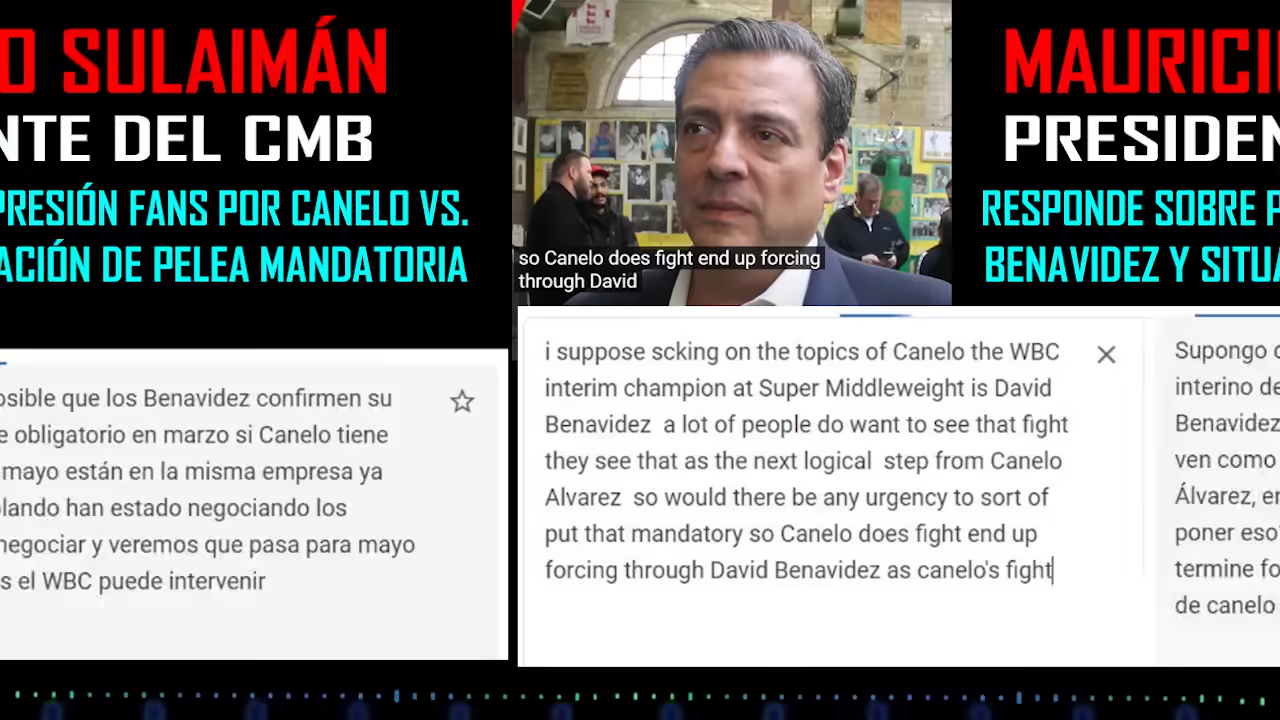 O SULAIMÁN
NTE DEL CMB
PRESIÓN FANS POR CANELO VS.
ACIÓN DE PELEA MANDATORIA
so Canelo does fight end up forcing
through David
MAURICI
PRESIDEN
RESPONDE SOBRE P
BENAVIDEZ Y SITUA
osible que los Benavidez confirmen su
e obligatorio en marzo si Canelo tiene
mayo están en la misma empresa ya
lando han estado negociando los
negociar y veremos que pasa para mayo
s el WBC puede intervenir
i suppose scking on the topics of Canelo the WBC
interim champion at Super Middleweight is David
Benavidez a lot of people do want to see that fight
they see that as the next logical step from Canelo
Alvarez so would there be any urgency to sort of
put that mandatory so Canelo does fight end up
forcing through David Benavidez as canelo's fight
Supongo
interino de
Benavidez
ven como
Álvarez, e
poner eso
termine fo
de canelo